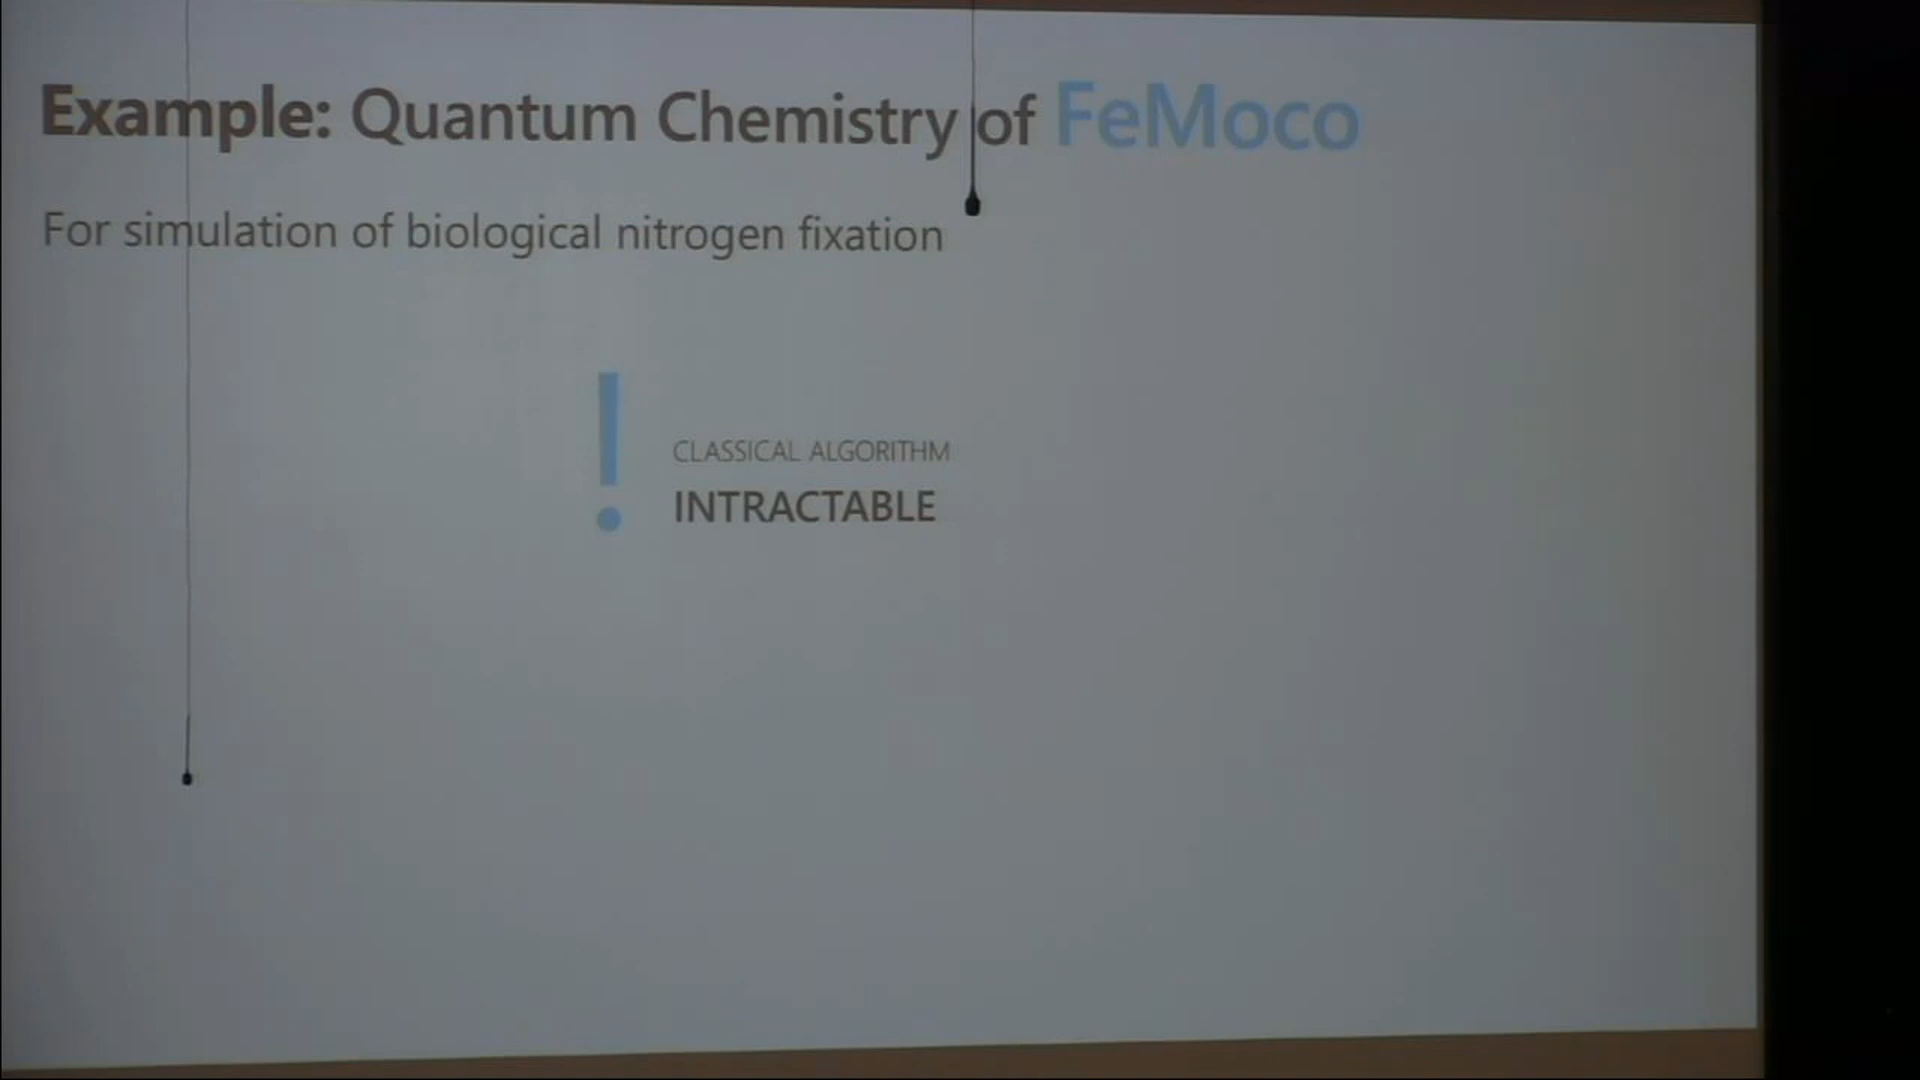 Example: Quantum Chemistry of FeMoco
For simulation of biological nitrogen fixation
!
CLASSICAL ALGORITHM
INTRACTABLE